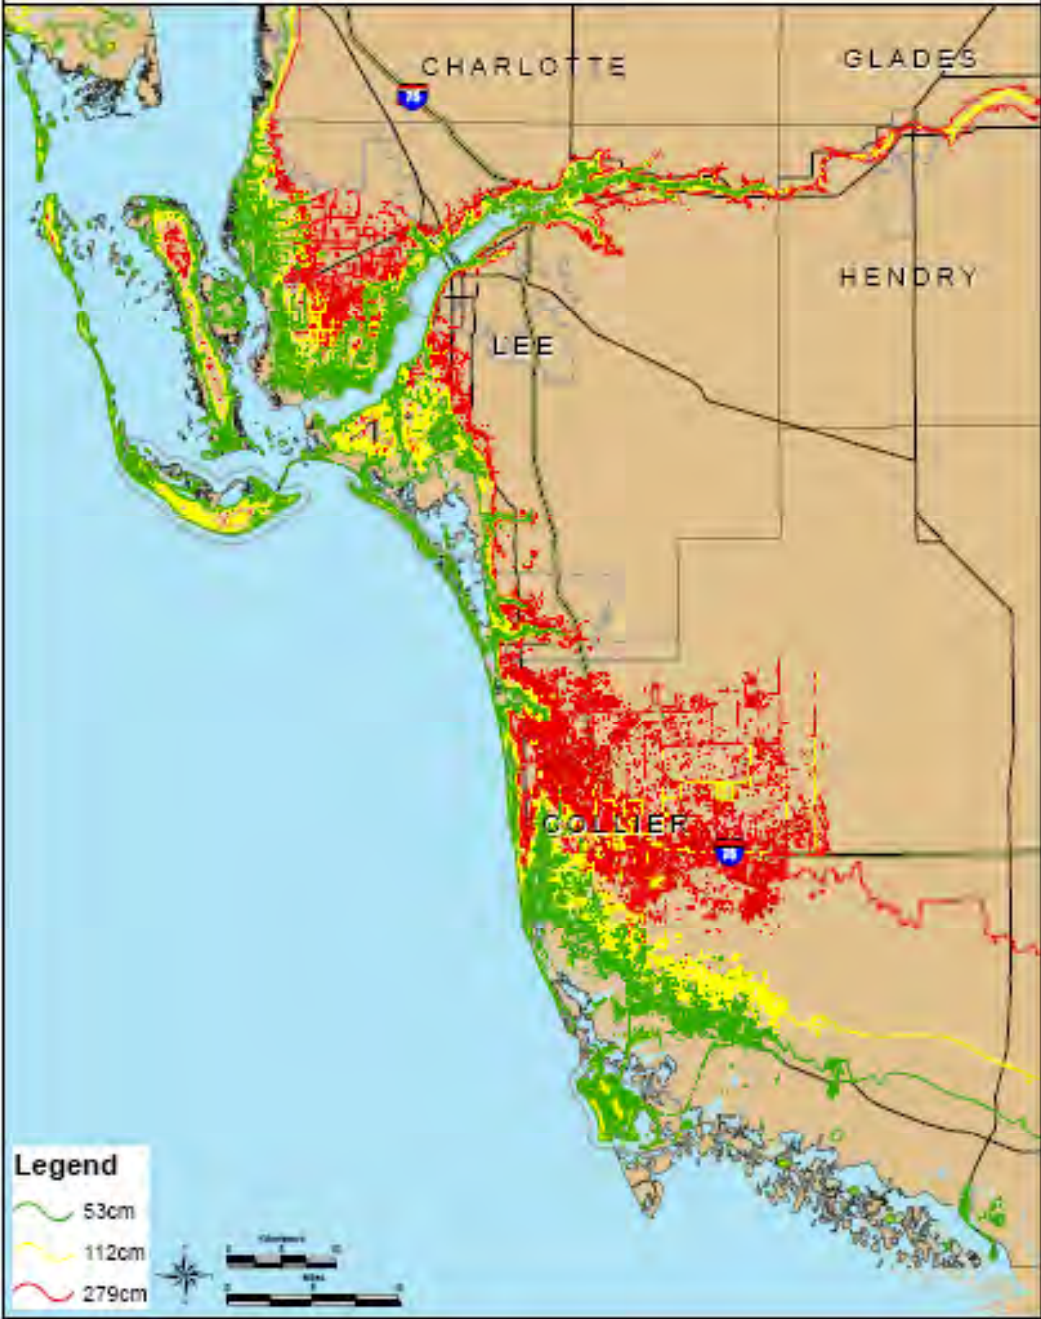 CHARLOTTE
GLADES
75
HENDRY
LEE
COLLIER
75
Legend
53cm
112cm
279cm